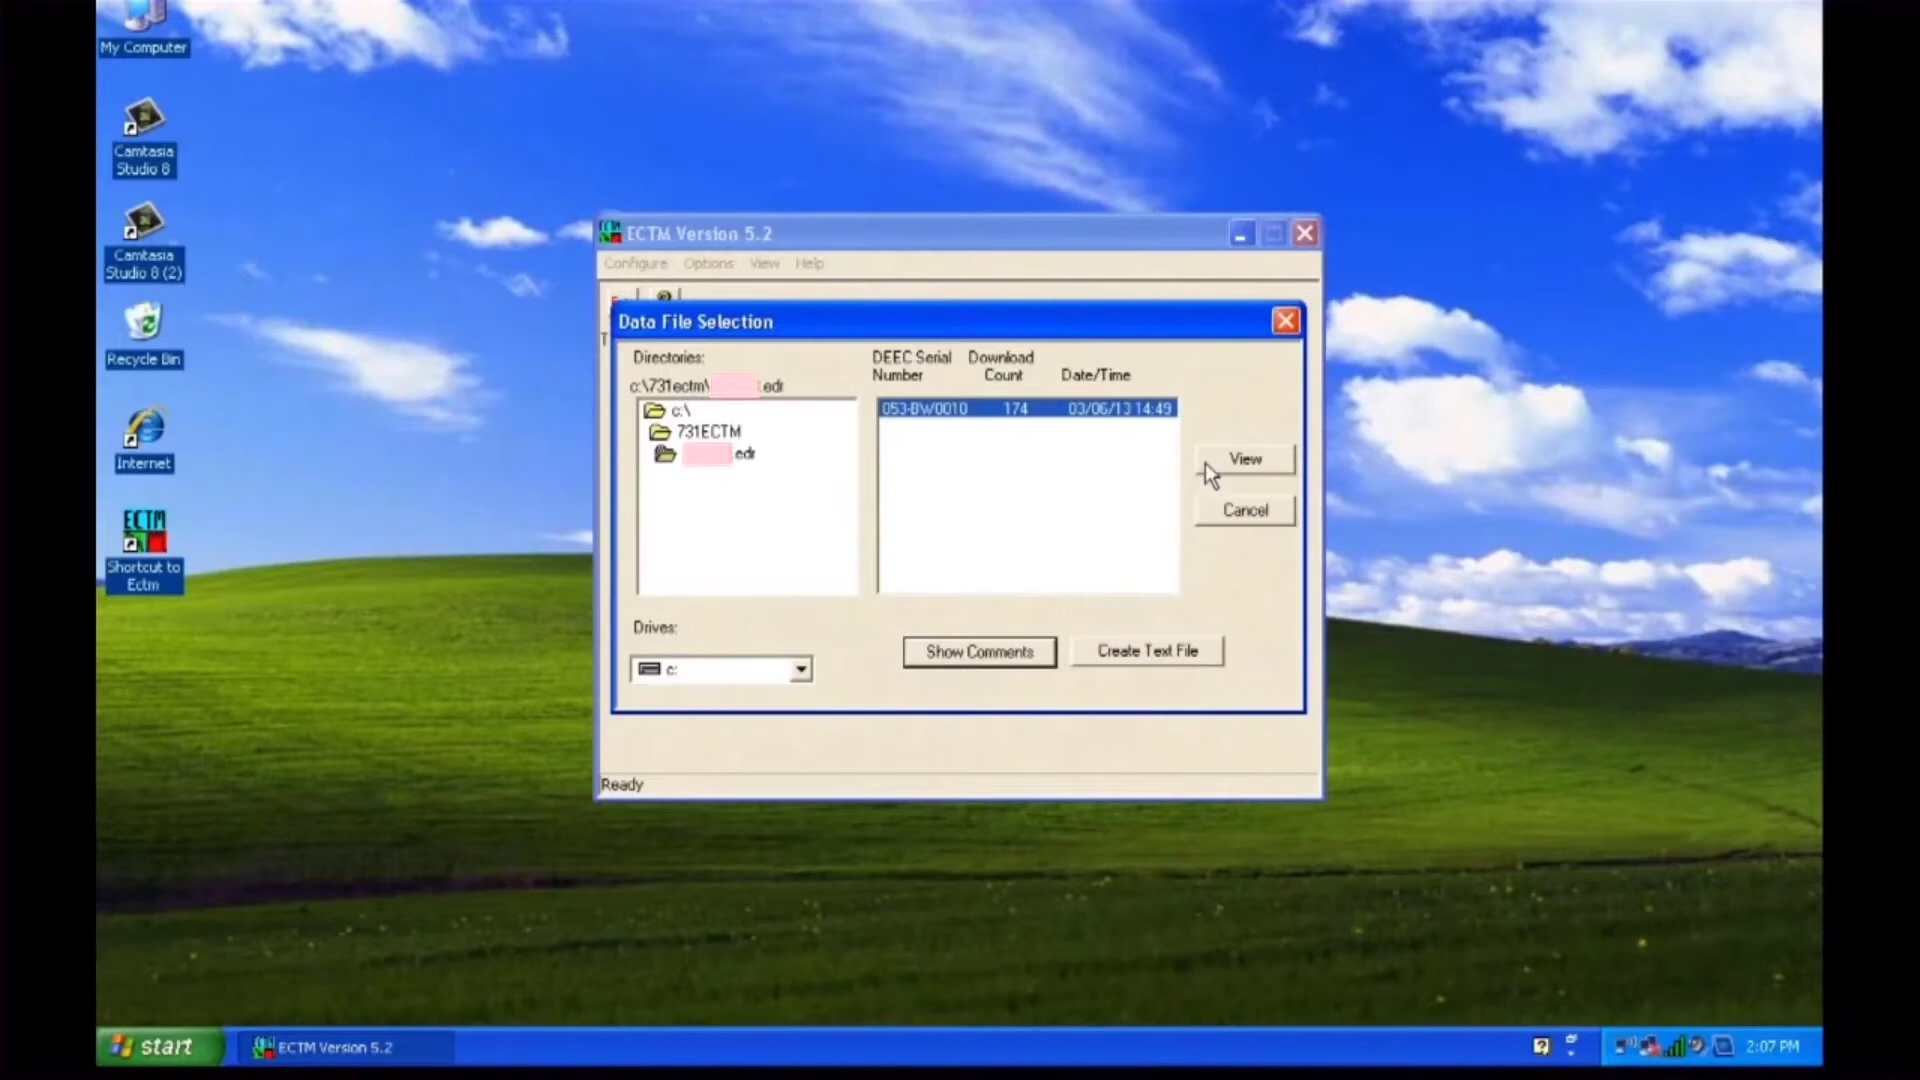 My Computer
Camtasia
Studio 8
Camtasia
Studio 8 (2)
Recycle Bin
Internet
ECTM
Shortcut to
Ectm
ECTM Version 5.2
Configure Options View Help
Data File Selection
Directories:
c:\731ectm\ .edr
c:\
731ECTM
.edr
DEEC Serial Number
Download Count
Date/Time
053-BW0010 174 03/06/13 14:49
View
Cancel
Drives:
c:
Show Comments
Create Text File
Ready
start
ECTM Version 5.2
2:07 PM